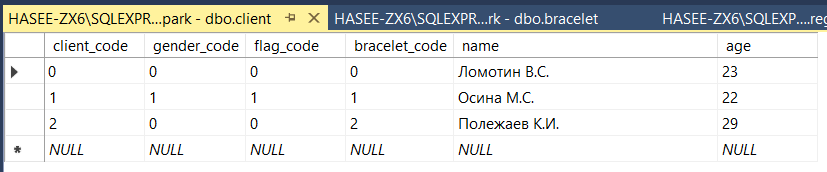 HASEE-ZX6\SQLEXPR...park - dbo.client HASEE-ZX6\SQLEXPR...rk - dbo.bracelet HASEE-ZX6\SQLEXP....reg
client_code gender_code flag_code bracelet_code name age
0 0 0 0 Ломотин В.С. 23
1 1 1 1 Осина М.С. 22
2 0 0 2 Полежаев К.И. 29
* NULL NULL NULL NULL NULL NULL